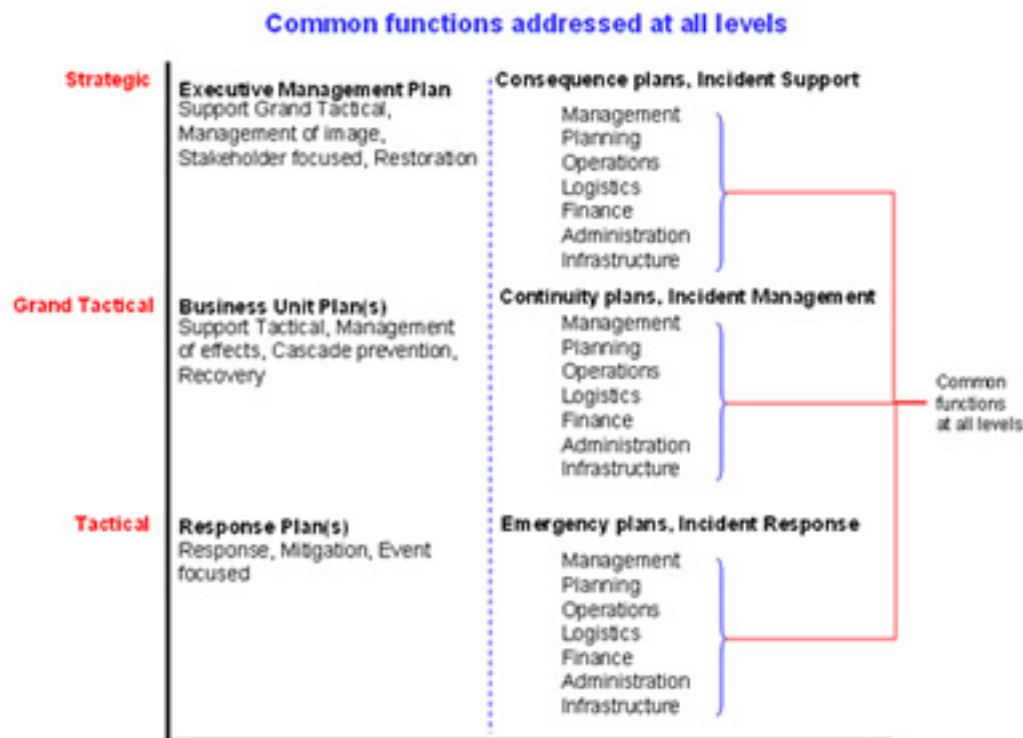 Common functions addressed at all levels
Strategic
Executive Management Plan
Support Grand Tactical,
Management of image,
Stakeholder focused, Restoration
Consequence plans, Incident Support
Management
Planning
Operations
Logistics
Finance
Administration
Infrastructure
Grand Tactical
Business Unit Plan(s)
Support Tactical, Management
of effects, Cascade prevention,
Recovery
Continuity plans, Incident Management
Management
Planning
Operations
Logistics
Finance
Administration
Infrastructure
Common
functions
at all levels
Tactical
Response Plan(s)
Response, Mitigation, Event
focused
Emergency plans, Incident Response
Management
Planning
Operations
Logistics
Finance
Administration
Infrastructure